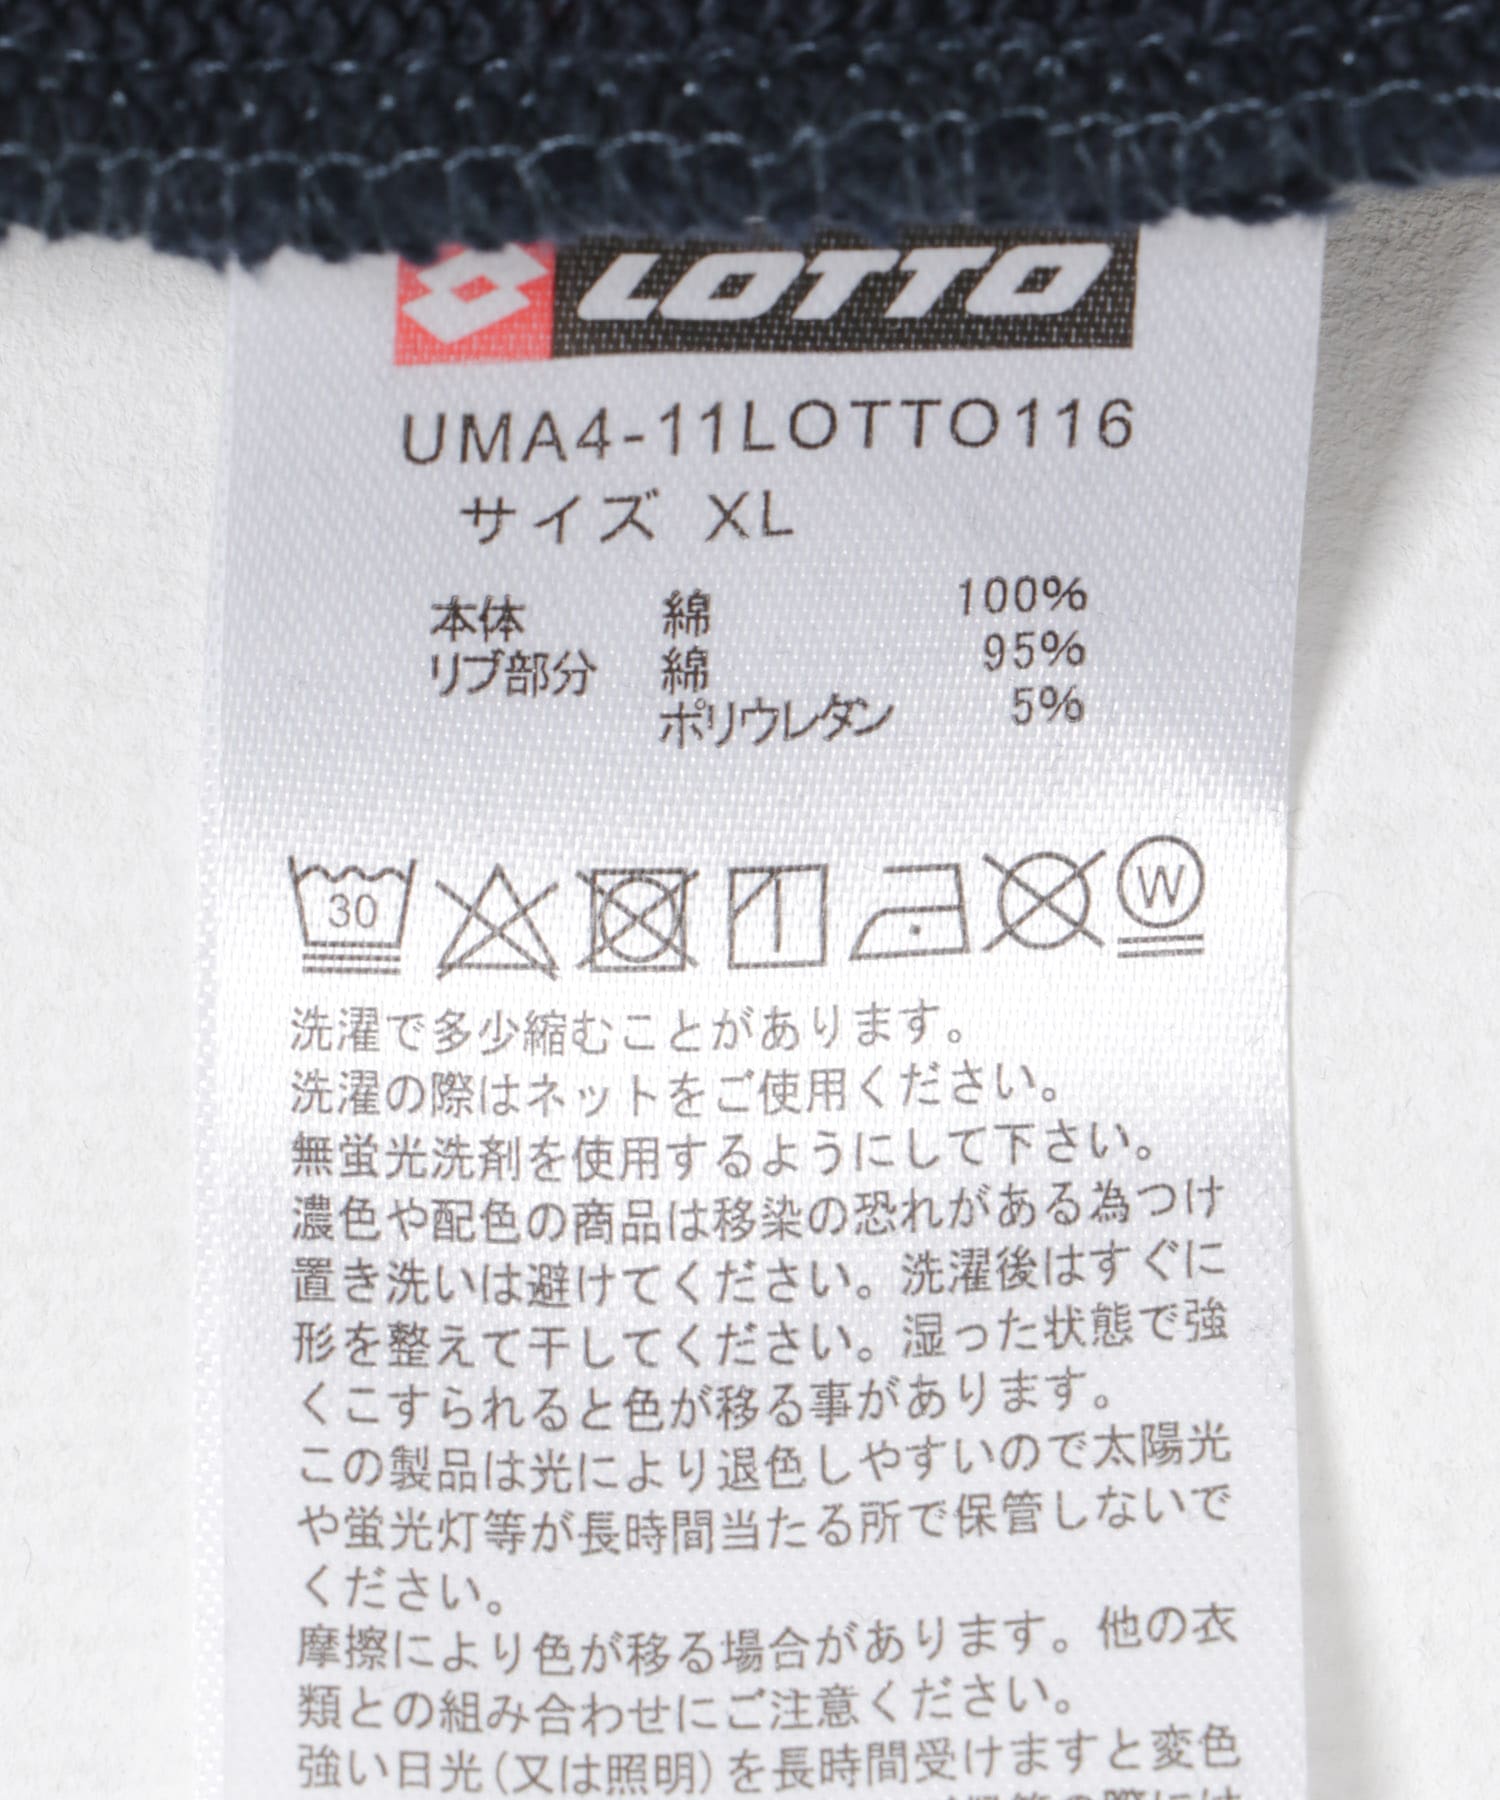 LOTTO
UMA4-11LOTTO116
サイズ XL
本体 綿 100%
リブ部分 綿 95%
ポリウレタン 5%
30 W
洗濯で多少縮むことがあります。
洗濯の際はネットをご使用ください。
無蛍光洗剤を使用するようにして下さい。
濃色や配色の商品は移染の恐れがある為つけ
置き洗いは避けてください。洗濯後はすぐに
形を整えて干してください。湿った状態で強
くこすられると色が移る事があります。
この製品は光により退色しやすいので太陽光
や蛍光灯等が長時間当たる所で保管しないで
ください。
摩擦により色が移る場合があります。他の衣
類との組み合わせにご注意ください。
強い日光(又は照明)を長時間受けますと変色